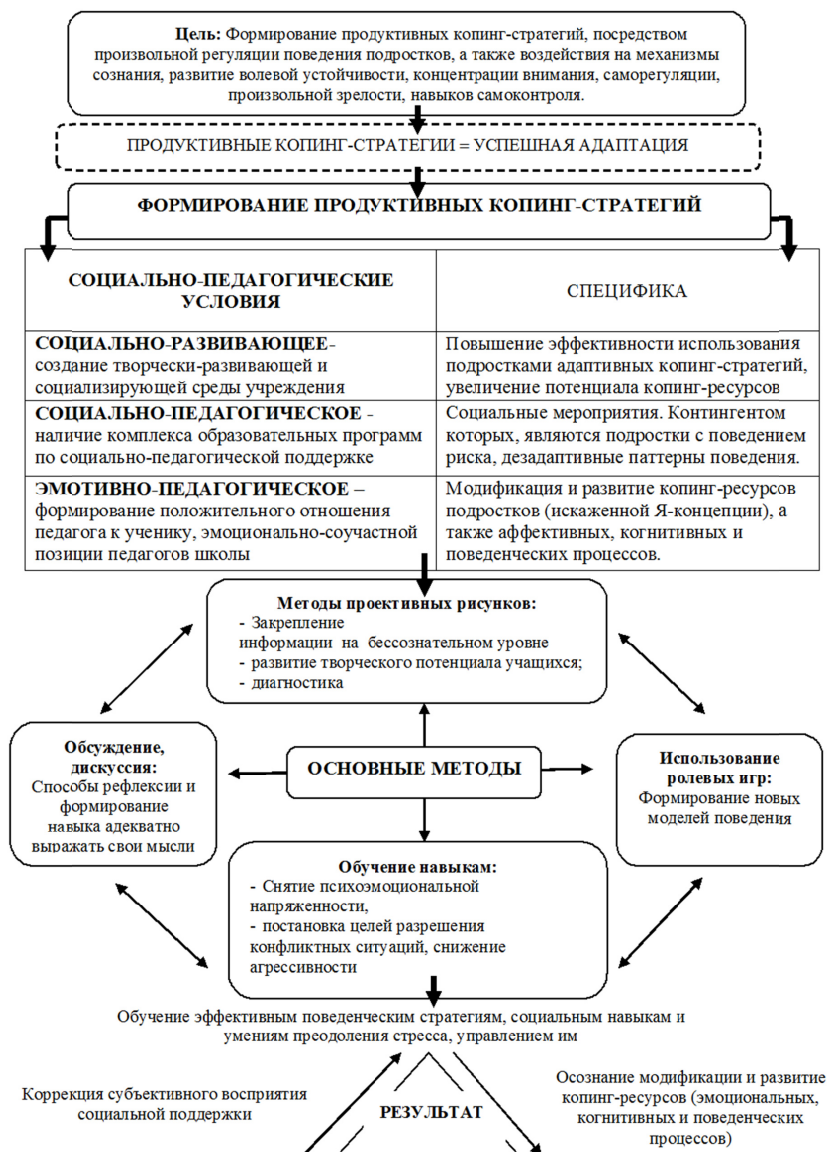 Цель: Формирование продуктивных копинг-стратегий, посредством
произвольной регуляции поведения подростков, а также воздействия на механизмы
сознания, развитие волевой устойчивости, концентрации внимания, саморегуляции,
произвольной зрелости, навыков самоконтроля.
ПРОДУКТИВНЫЕ КОПИНГ-СТРАТЕГИИ = УСПЕШНАЯ АДАПТАЦИЯ
ФОРМИРОВАНИЕ ПРОДУКТИВНЫХ КОПИНГ-СТРАТЕГИЙ
СОЦИАЛЬНО-ПЕДАГОГИЧЕСКИЕ
УСЛОВИЯ
СПЕЦИФИКА
СОЦИАЛЬНО-РАЗВИВАЮЩЕЕ-
создание творчески-развивающей и
социализирующей среды учреждения
Повышение эффективности использования
подростками адаптивных копинг-стратегий,
увеличение потенциала копинг-ресурсов
СОЦИАЛЬНО-ПЕДАГОГИЧЕСКОЕ -
наличие комплекса образовательных программ
по социально-педагогической поддержке
Социальные мероприятия. Контингентом
которых, являются подростки с поведением
риска, дезадаптивные паттерны поведения.
ЭМОТИВНО-ПЕДАГОГИЧЕСКОЕ –
формирование положительного отношения
педагога к ученику, эмоционально-соучастной
позиции педагогов школы
Модификация и развитие копинг-ресурсов
подростков (искаженной Я-концепции), а
также аффективных, когнитивных и
поведенческих процессов.
Методы проективных рисунков:
- Закрепление
информации на бессознательном уровне
- развитие творческого потенциала учащихся;
- диагностика
Обсуждение,
дискуссия:
Способы рефлексии и
формирование
навыка адекватно
выражать свои мысли
ОСНОВНЫЕ МЕТОДЫ
Использование
ролевых игр:
Формирование новых
моделей поведения
Обучение навыкам:
- Снятие психоэмоциональной
напряженности,
- постановка целей разрешения
конфликтных ситуаций, снижение
агрессивности
Обучение эффективным поведенческим стратегиям, социальным навыкам и
умениям преодоления стресса, управлением им
Коррекция субъективного восприятия
социальной поддержки
РЕЗУЛЬТАТ
Осознание модификации и развитие
копинг-ресурсов (эмоциональных,
когнитивных и поведенческих
процессов)